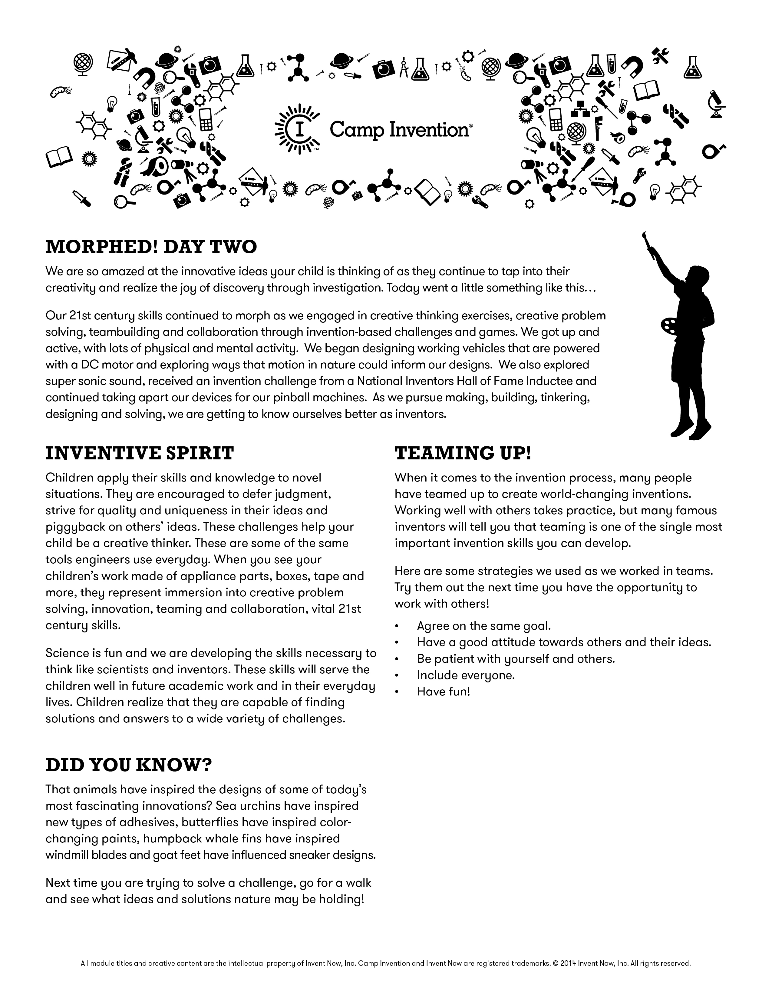 Camp Invention®
™
MORPHED! DAY TWO
We are so amazed at the innovative ideas your child is thinking of as they continue to tap into their
creativity and realize the joy of discovery through investigation. Today went a little something like this…
Our 21st century skills continued to morph as we engaged in creative thinking exercises, creative problem
solving, teambuilding and collaboration through invention-based challenges and games. We got up and
active, with lots of physical and mental activity.  We began designing working vehicles that are powered
with a DC motor and exploring ways that motion in nature could inform our designs.  We also explored
super sonic sound, received an invention challenge from a National Inventors Hall of Fame Inductee and
continued taking apart our devices for our pinball machines.  As we pursue making, building, tinkering,
designing and solving, we are getting to know ourselves better as inventors.
INVENTIVE SPIRIT
Children apply their skills and knowledge to novel
situations. They are encouraged to defer judgment,
strive for quality and uniqueness in their ideas and
piggyback on others’ ideas. These challenges help your
child be a creative thinker. These are some of the same
tools engineers use everyday. When you see your
children’s work made of appliance parts, boxes, tape and
more, they represent immersion into creative problem
solving, innovation, teaming and collaboration, vital 21st
century skills.
Science is fun and we are developing the skills necessary to
think like scientists and inventors. These skills will serve the
children well in future academic work and in their everyday
lives. Children realize that they are capable of finding
solutions and answers to a wide variety of challenges.
DID YOU KNOW?
That animals have inspired the designs of some of today’s
most fascinating innovations? Sea urchins have inspired
new types of adhesives, butterflies have inspired color-
changing paints, humpback whale fins have inspired
windmill blades and goat feet have influenced sneaker designs.
Next time you are trying to solve a challenge, go for a walk
and see what ideas and solutions nature may be holding!
TEAMING UP!
When it comes to the invention process, many people
have teamed up to create world-changing inventions.
Working well with others takes practice, but many famous
inventors will tell you that teaming is one of the single most
important invention skills you can develop.
Here are some strategies we used as we worked in teams.
Try them out the next time you have the opportunity to
work with others!
• Agree on the same goal.
• Have a good attitude towards others and their ideas.
• Be patient with yourself and others.
• Include everyone.
• Have fun!
All module titles and creative content are the intellectual property of Invent Now, Inc. Camp Invention and Invent Now are registered trademarks. © 2014 Invent Now, Inc. All rights reserved.